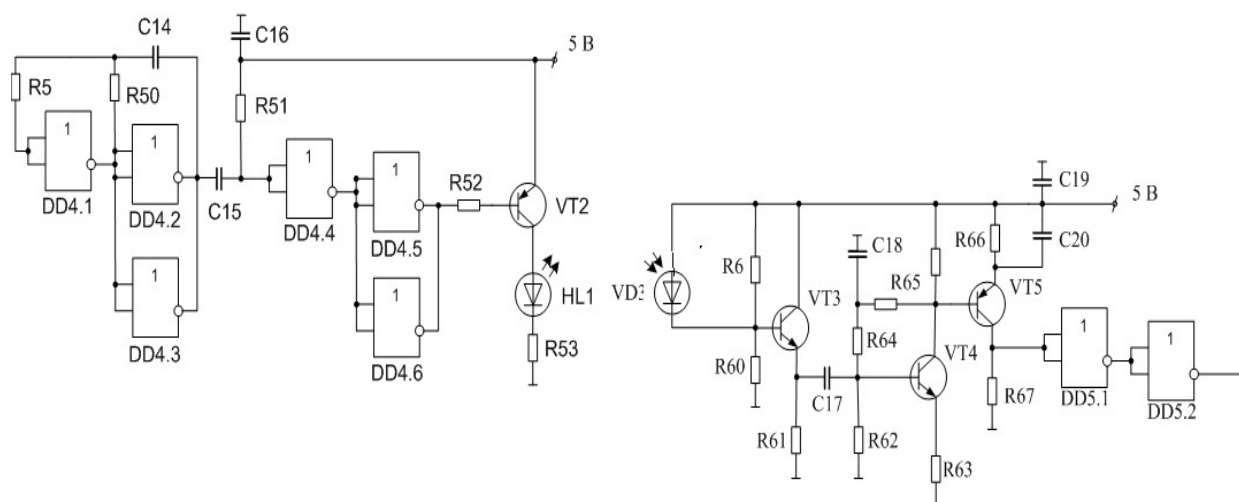 C14
C16
5 В
R5
R50
R51
1
DD4.1
1
DD4.2
C15
1
DD4.3
1
DD4.4
1
DD4.5
1
DD4.6
R52
VT2
HL1
R53
C19
5 В
C18
R66
C20
R6
R65
VD3
VT3
VT5
R64
VT4
R60
C17
1
DD5.1
1
DD5.2
R67
R61
R62
R63